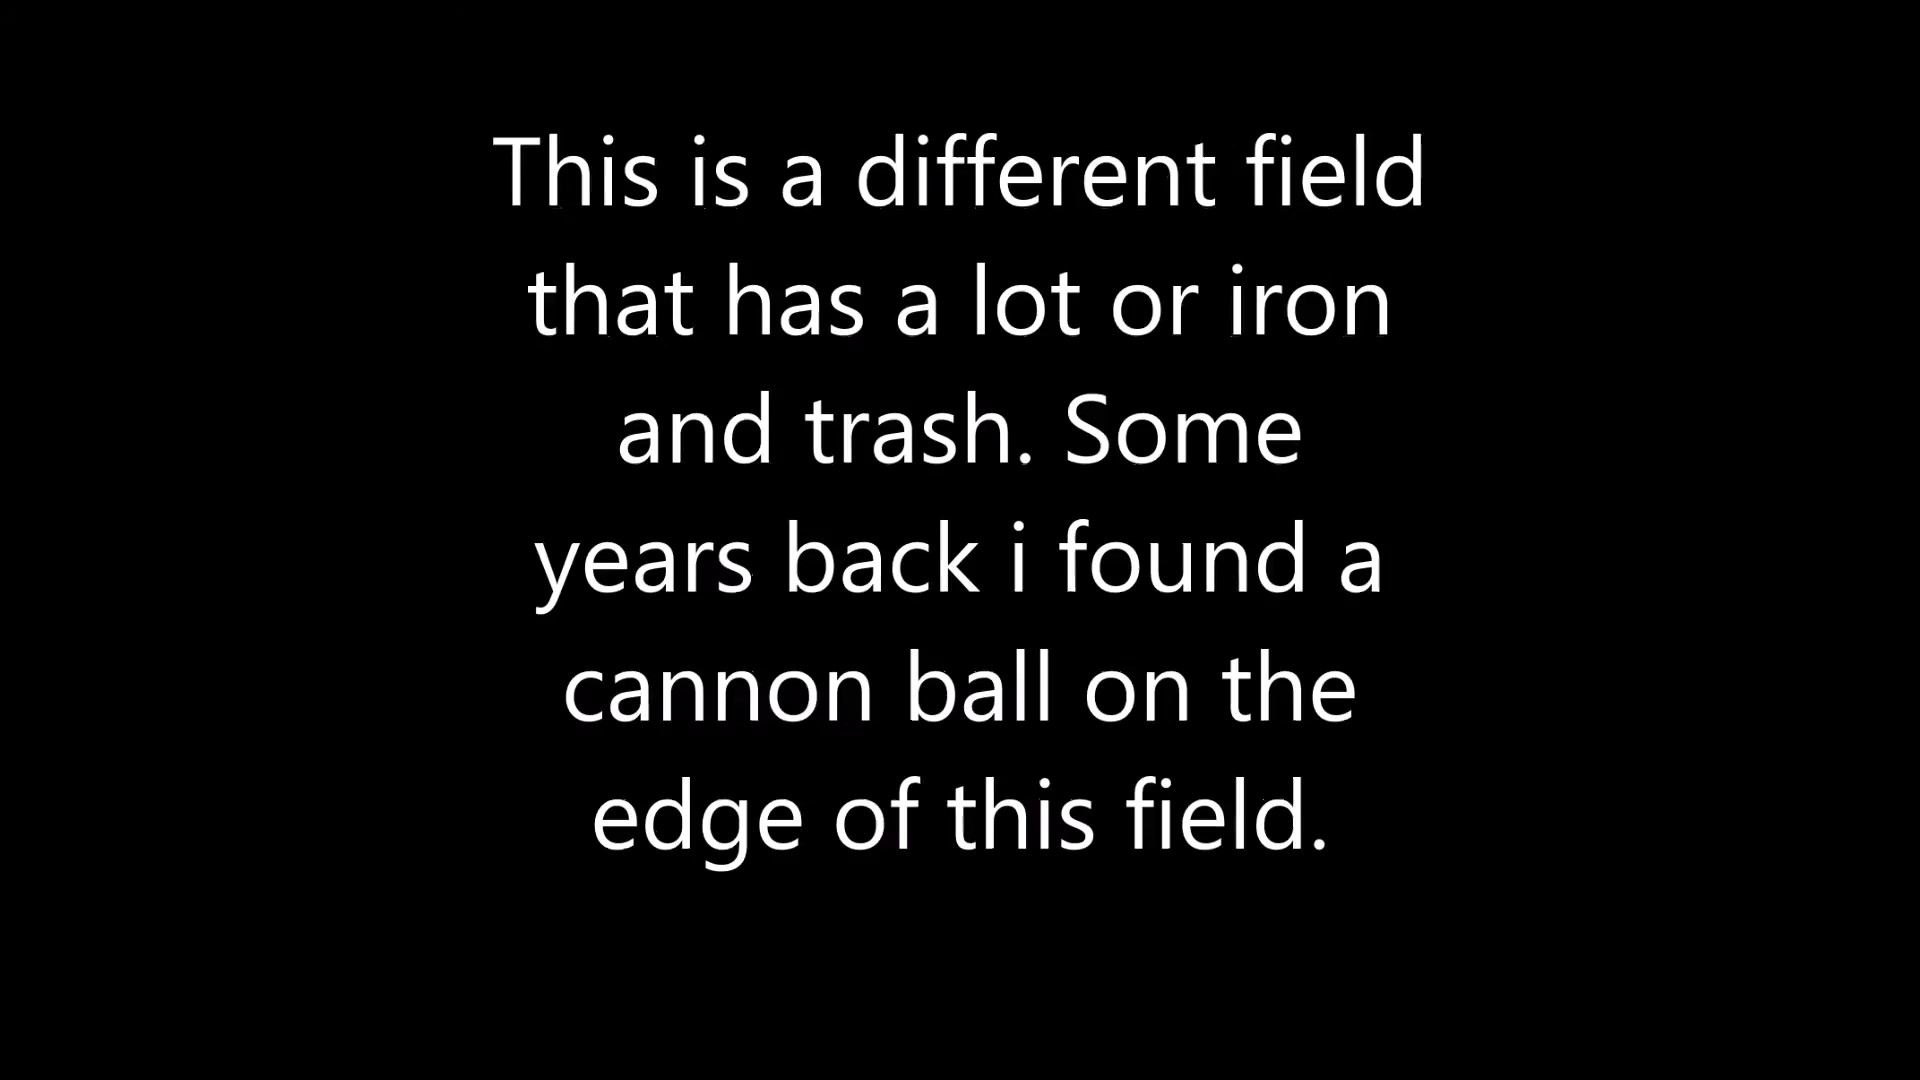 This is a different field
that has a lot or iron
and trash. Some
years back i found a
cannon ball on the
edge of this field.